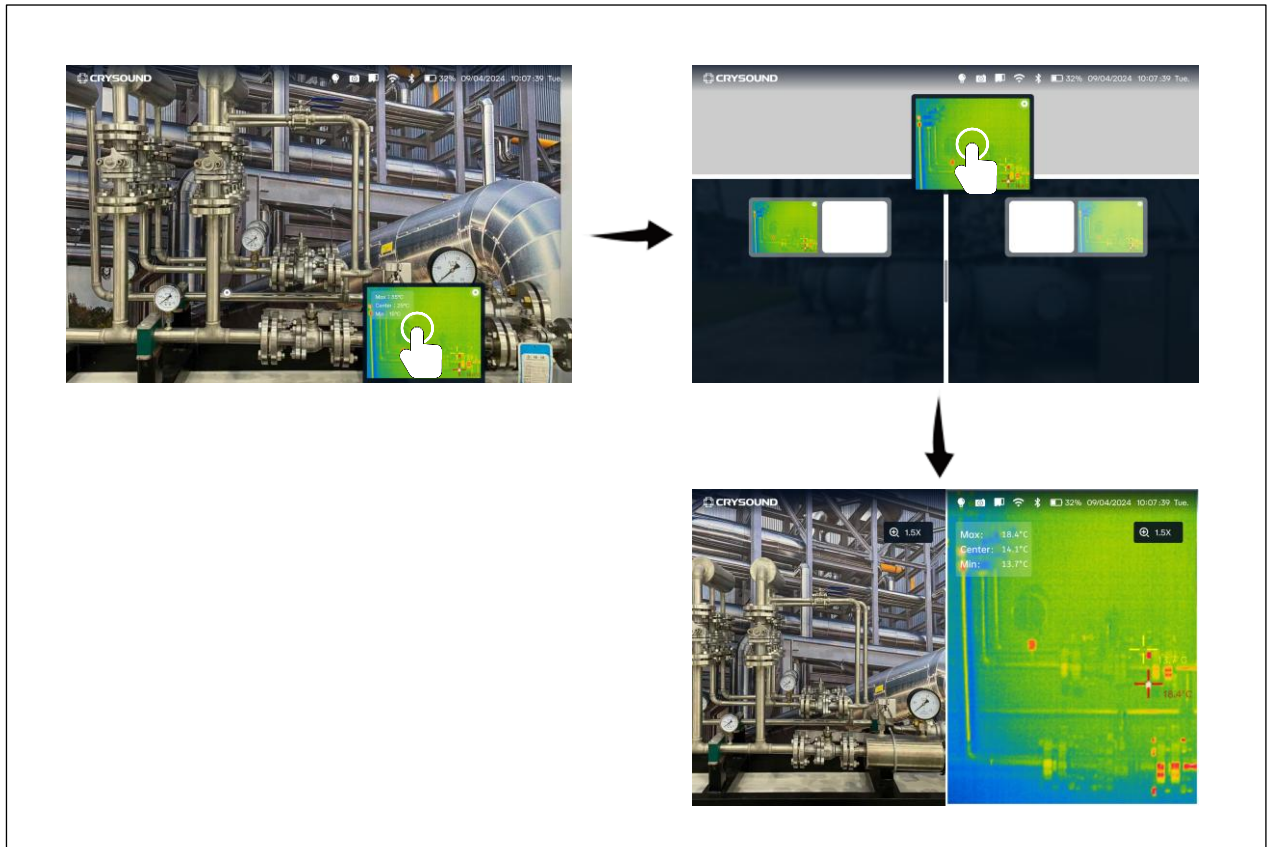 CRYSOUND
32% 09/04/2024 10:07:39 Tue.
Center
CRYSOUND
32% 09/04/2024 10:07:39 Tue.
CRYSOUND
32% 09/04/2024 10:07:39 Tue.
1.5X
1.5X
Max: 18.4°C
Center: 14.1°C
Min: 13.7°C
18.4°C